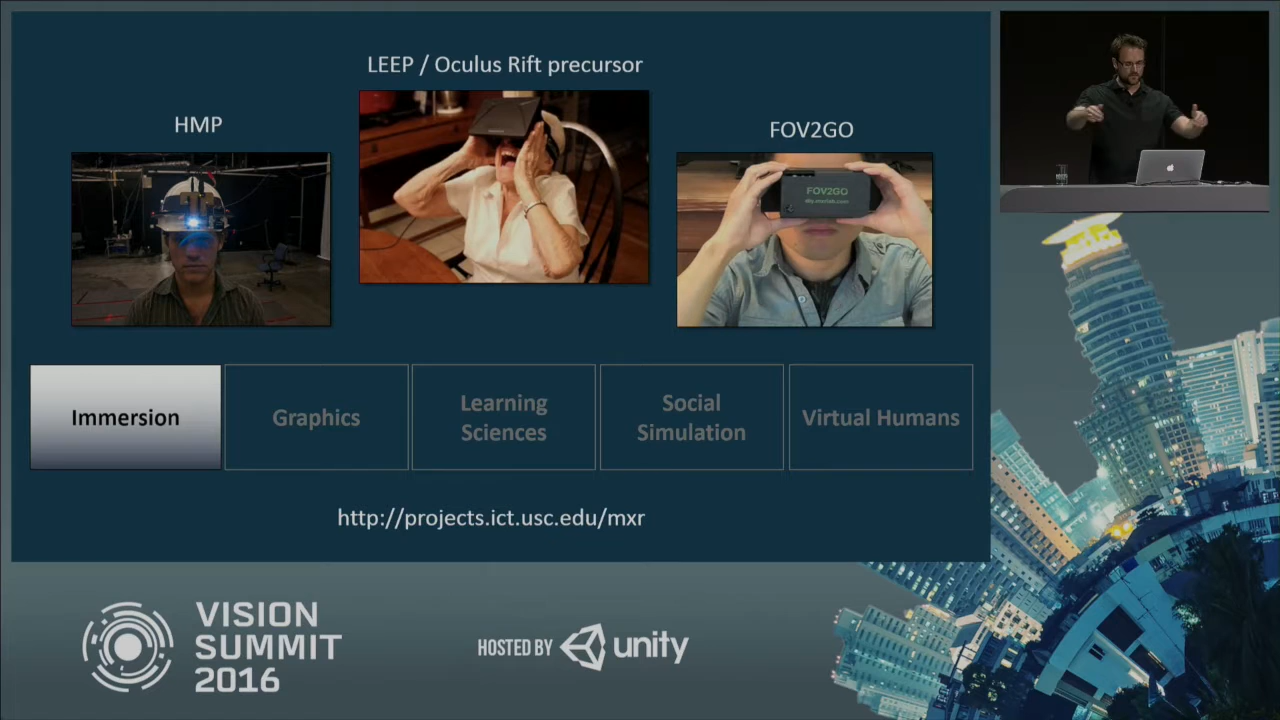 LEEP / Oculus Rift precursor
HMP
FOV2GO
FOV2GO
Immersion
Graphics
Learning
Sciences
Social
Simulation
Virtual Humans
http://projects.ict.usc.edu/mxr
VISION
SUMMIT
2016
HOSTED BY unity